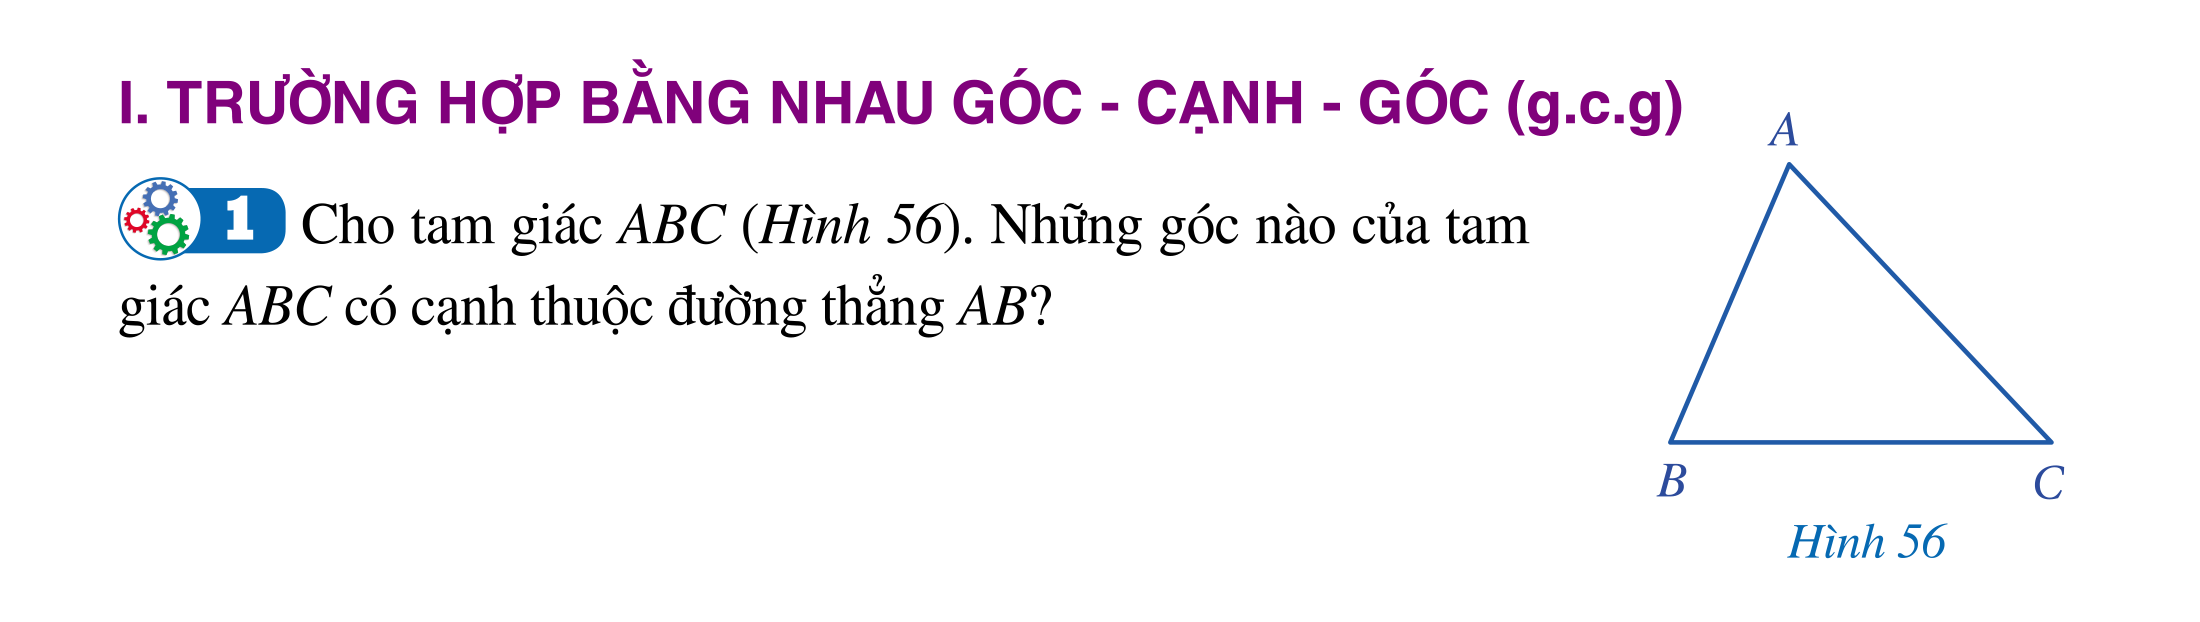 I. TRƯỜNG HỢP BẰNG NHAU GÓC - CẠNH - GÓC (g.c.g)
1 Cho tam giác ABC (Hình 56). Những góc nào của tam
giác ABC có cạnh thuộc đường thẳng AB?
A
B
C
Hình 56